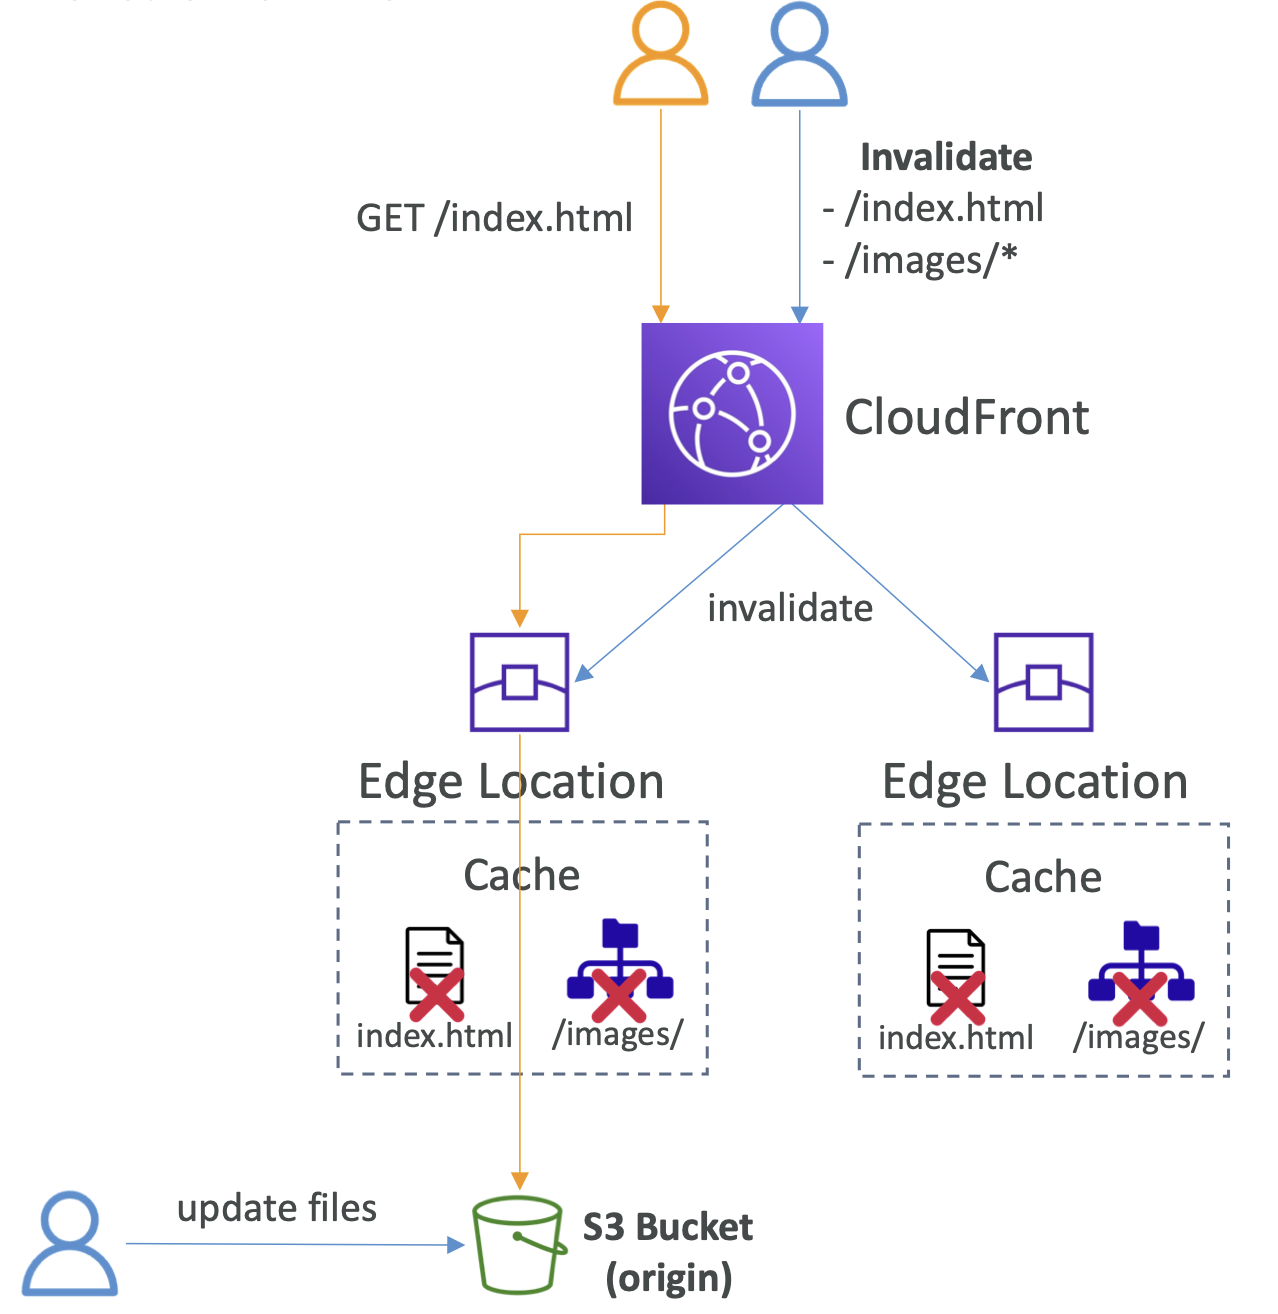 Invalidate
GET /index.html
- /index.html
- /images/*
CloudFront
invalidate
Edge Location
Edge Location
Cache
Cache
index.html
/images/
index.html
/images/
update files
S3 Bucket
(origin)